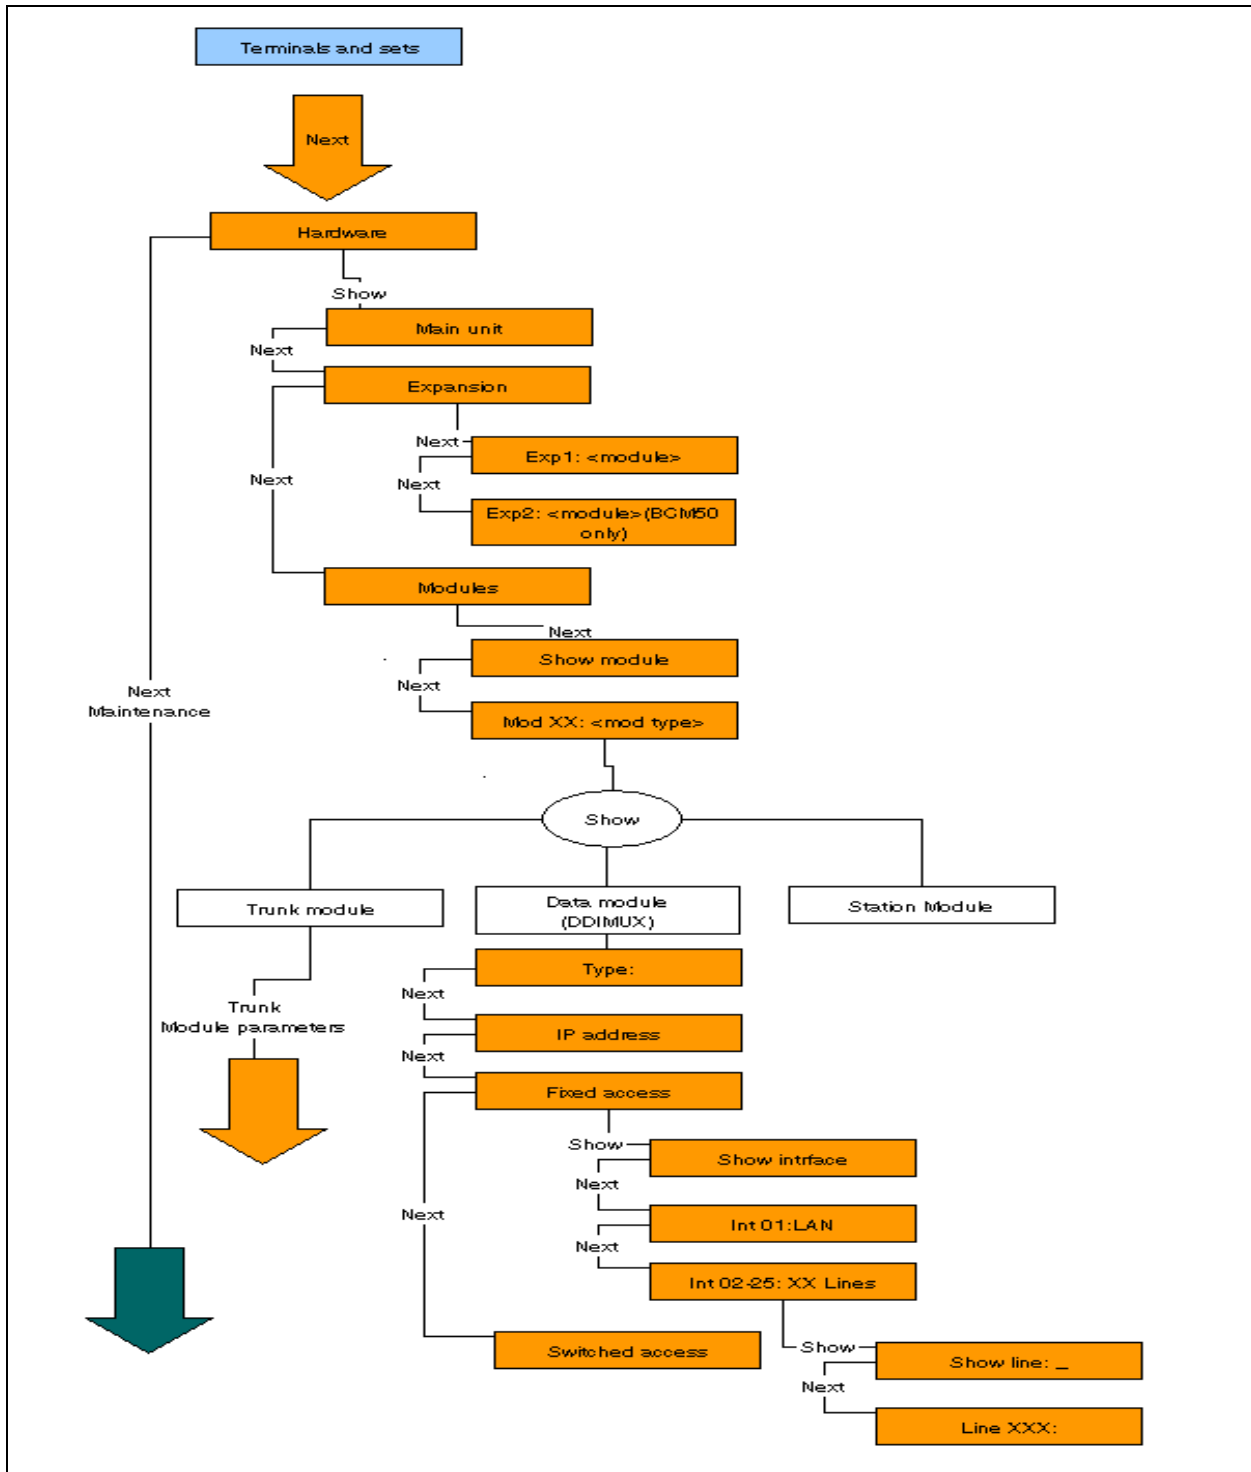 Terminals and sets
Next
Hardware
Show
Main unit
Next
Expansion
Next
Exp1: <module>
Next
Next
Exp2: <module>(BCM50
only)
Modules
Next
Show module
Next
Next
Maintenance
Mod XX: <mod type>
Show
Trunk module
Data module
(DDIMUX)
Station Module
Type:
Next
Trunk
Module parameters
IP address
Next
Fixed access
Show
Show intrface
Next
Next
Int 01:LAN
Next
Int 02-25: XX Lines
Switched access
Show
Show line: _
Next
Line XXX: